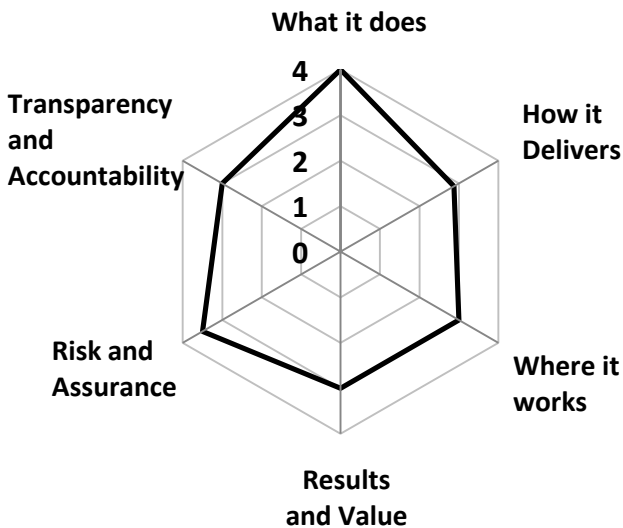 What it does
4
3
2
1
0
How it
Delivers
Where it
works
Results
and Value
Risk and
Assurance
Transparency
and
Accountability